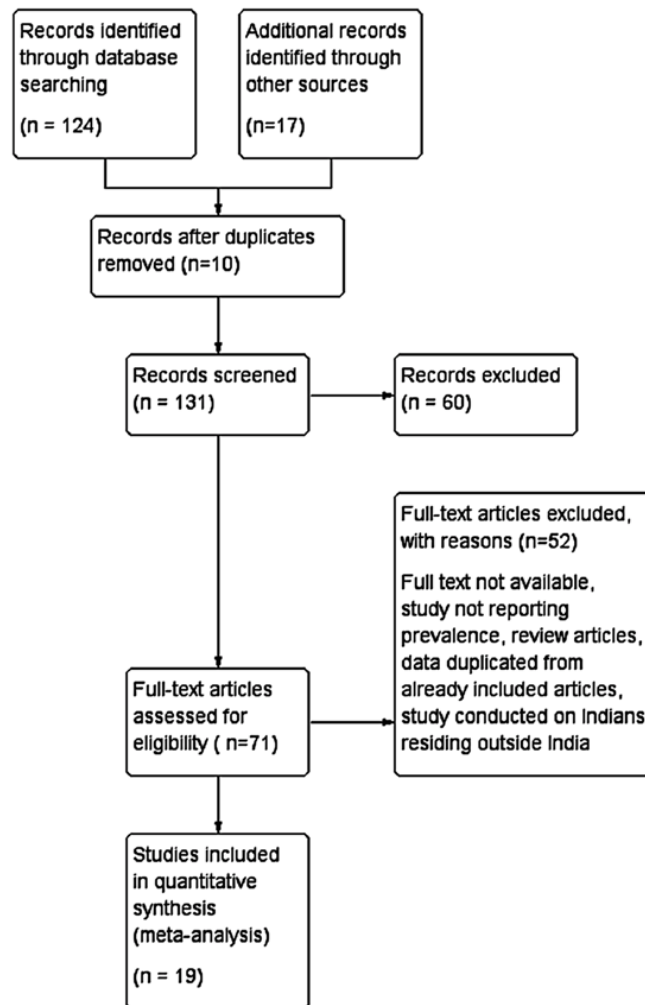 Records identified
through database
searching
(n = 124)
Additional records
identified through
other sources
(n=17)
Records after duplicates
removed (n=10)
Records screened
(n = 131)
Records excluded
(n = 60)
Full-text articles excluded,
with reasons (n=52)
Full text not available,
study not reporting
prevalence, review articles,
data duplicated from
already included articles,
study conducted on Indians
residing outside India
Full-text articles
assessed for
eligibility ( n=71)
Studies included
in quantitative
synthesis
(meta-analysis)
(n = 19)